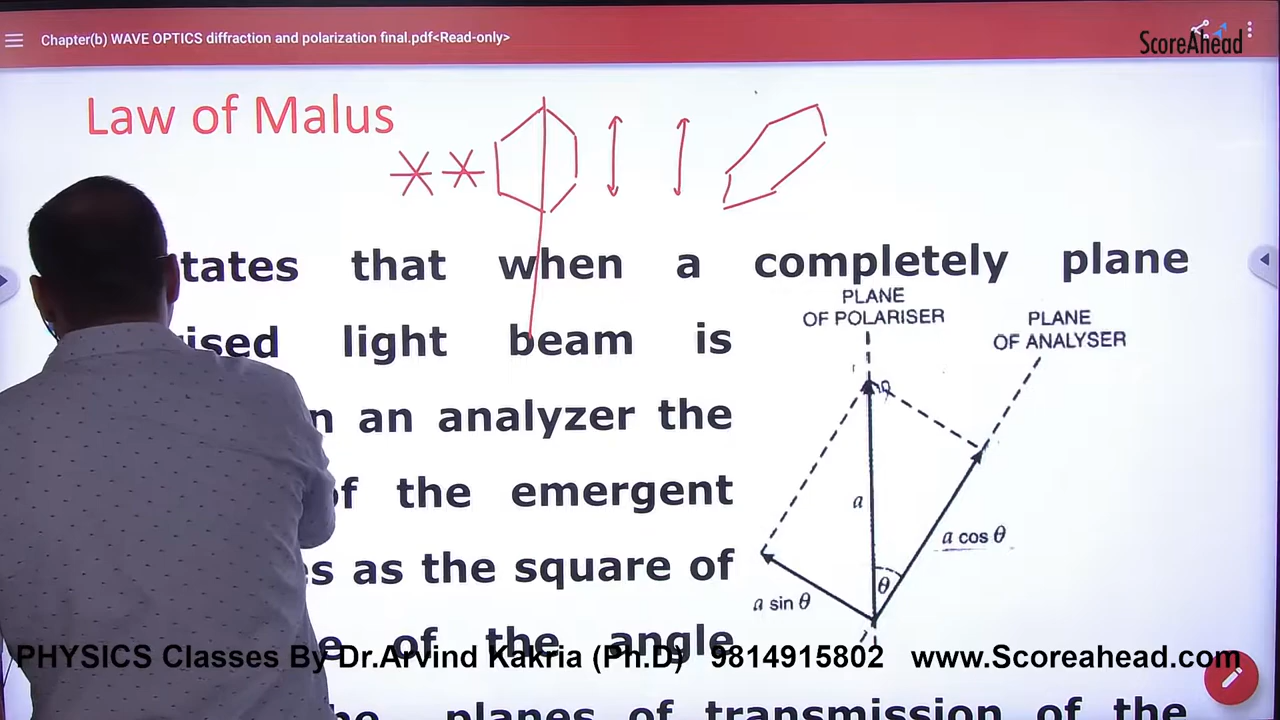 Chapter(b) WAVE OPTICS diffraction and polarization final.pdf<Read-only>
ScoreAhead
Law of Malus
tates that when a completely plane
ised light beam is
n an analyzer the
f the emergent
s as the square of
e of the angle
planes of transmission of the
PLANE
OF POLARISER
PLANE
OF ANALYSER
a
a cos θ
θ
a sin θ
PHYSICS Classes By Dr.Arvind Kakria (Ph.D) 9814915802 www.Scoreahead.com